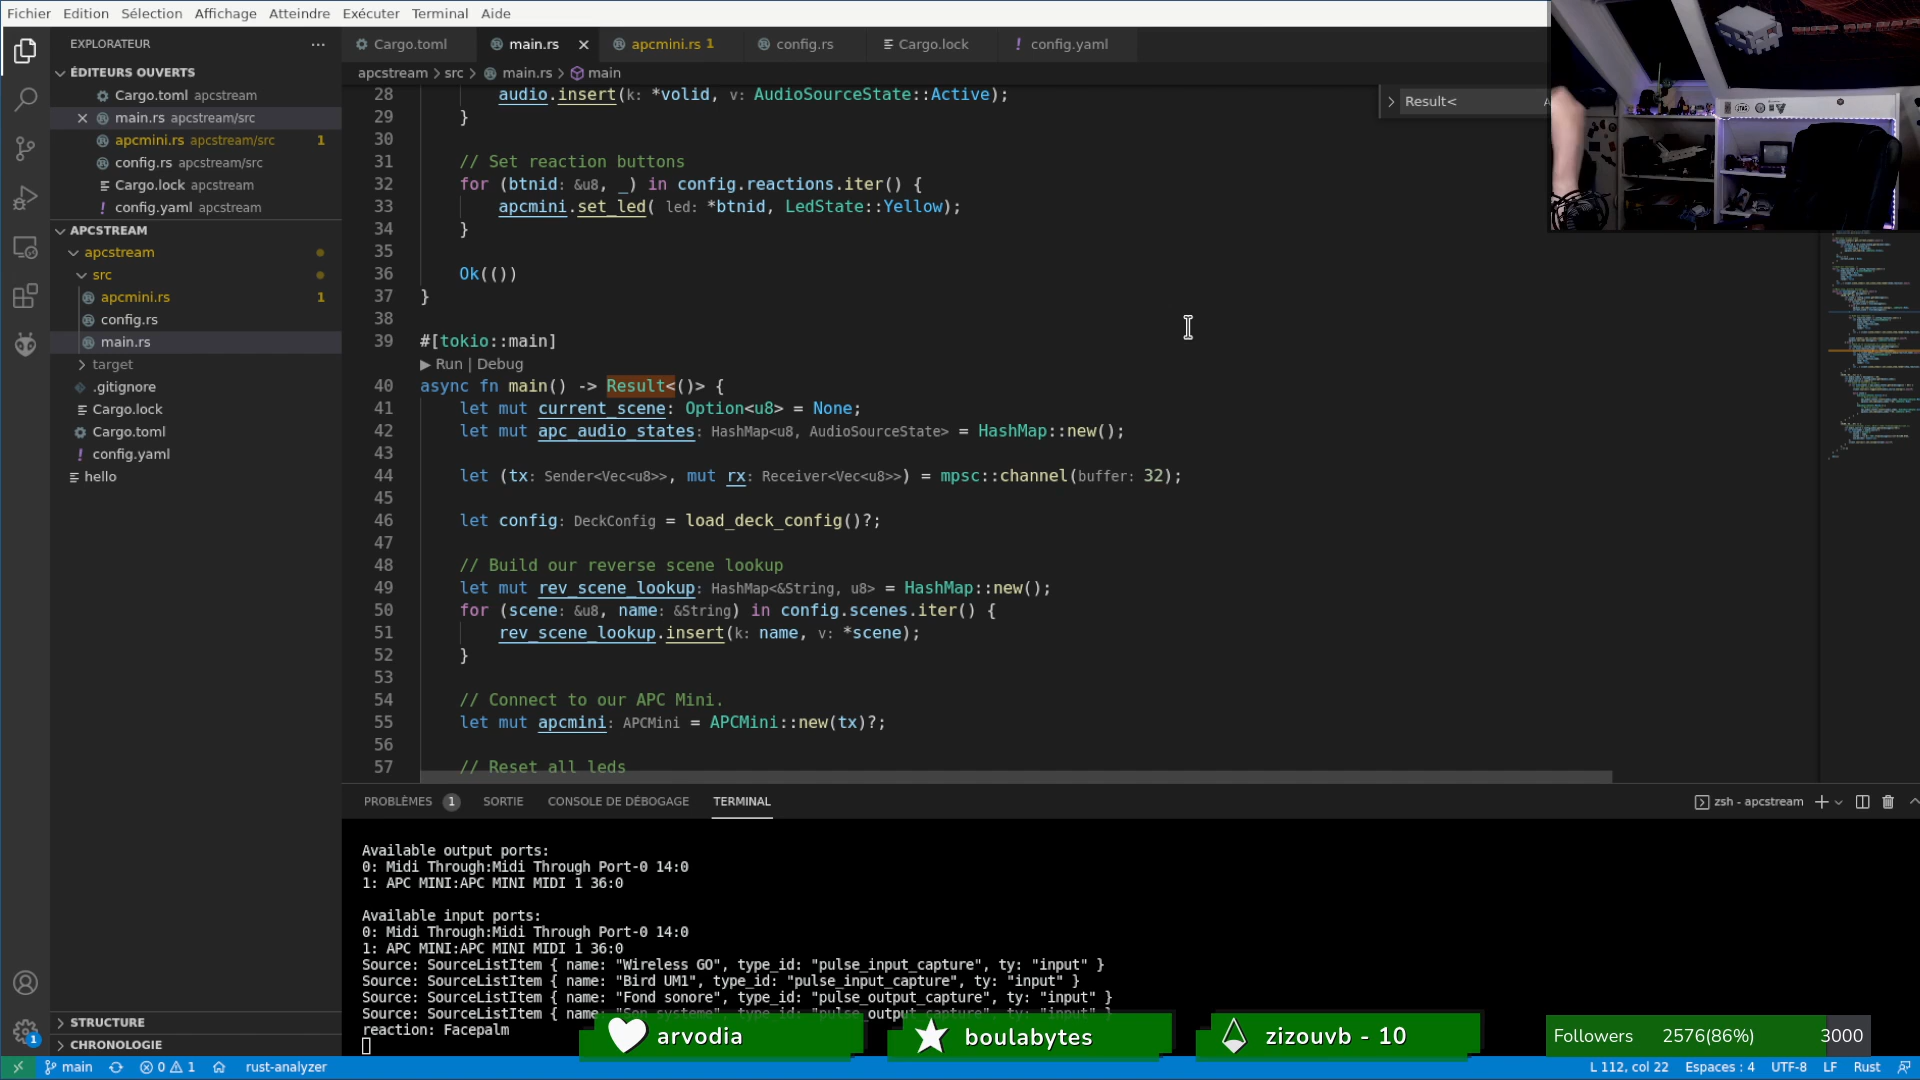 Fichier Edition Sélection Affichage Atteindre Exécuter Terminal Aide
EXPLORATEUR
ÉDITEURS OUVERTS
Cargo.toml apcstream
main.rs apcstream/src
apcmini.rs apcstream/src 1
config.rs apcstream/src
Cargo.lock apcstream
config.yaml apcstream
APCSTREAM
apcstream
src
apcmini.rs 1
config.rs
main.rs
target
.gitignore
Cargo.lock
Cargo.toml
config.yaml
hello
STRUCTURE
CHRONOLOGIE
Cargo.toml main.rs apcmini.rs 1 config.rs Cargo.lock config.yaml
apcstream > src > main.rs > main
Result<
28 audio.insert(k: *volid, v: AudioSourceState::Active);
29 }
30
31 // Set reaction buttons
32 for (btnid: &u8, _) in config.reactions.iter() {
33 apcmini.set_led( led: *btnid, LedState::Yellow);
34 }
35
36 Ok(())
37 }
38
39 #[tokio::main]
▶ Run | Debug
40 async fn main() -> Result<()> {
41 let mut current_scene: Option<u8> = None;
42 let mut apc_audio_states: HashMap<u8, AudioSourceState> = HashMap::new();
43
44 let (tx: Sender<Vec<u8>>, mut rx: Receiver<Vec<u8>>) = mpsc::channel(buffer: 32);
45
46 let config: DeckConfig = load_deck_config()?;
47
48 // Build our reverse scene lookup
49 let mut rev_scene_lookup: HashMap<&String, u8> = HashMap::new();
50 for (scene: &u8, name: &String) in config.scenes.iter() {
51 rev_scene_lookup.insert(k: name, v: *scene);
52 }
53
54 // Connect to our APC Mini.
55 let mut apcmini: APCMini = APCMini::new(tx)?;
56
57 // Reset all leds
PROBLÈMES 1 SORTIE CONSOLE DE DÉBOGAGE TERMINAL zsh - apcstream
Available output ports:
0: Midi Through:Midi Through Port-0 14:0
1: APC MINI:APC MINI MIDI 1 36:0
Available input ports:
0: Midi Through:Midi Through Port-0 14:0
1: APC MINI:APC MINI MIDI 1 36:0
Source: SourceListItem { name: "Wireless GO", type_id: "pulse_input_capture", ty: "input" }
Source: SourceListItem { name: "Bird UM1", type_id: "pulse_input_capture", ty: "input" }
Source: SourceListItem { name: "Fond sonore", type_id: "pulse_output_capture", ty: "input" }
Source: SourceListItem { name: "Son systeme", type_id: "pulse_output_capture", ty: "input" }
reaction: Facepalm
arvodia
boulabytes
zizouvb - 10
Followers 2576(86%) 3000
1
main 0 1 rust-analyzer L 112, col 22 Espaces : 4 UTF-8 LF Rust